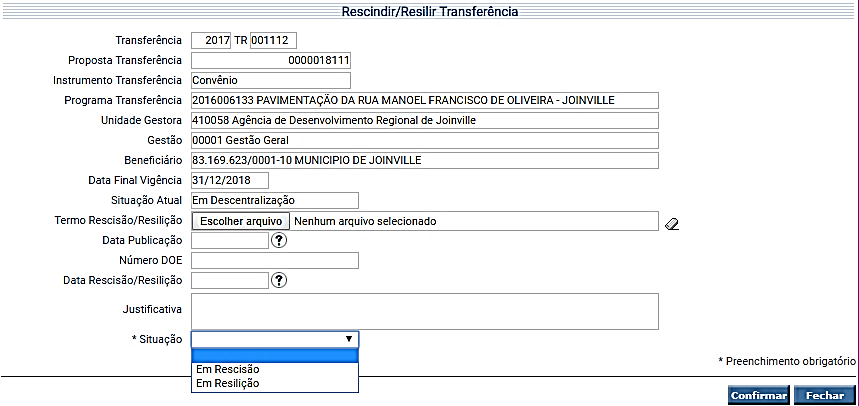 Rescindir/Resilir Transferência
Transferência 2017 TR 001112
Proposta Transferência 0000018111
Instrumento Transferência Convênio
Programa Transferência 2016006133 PAVIMENTAÇÃO DA RUA MANOEL FRANCISCO DE OLIVEIRA - JOINVILLE
Unidade Gestora 410058 Agência de Desenvolvimento Regional de Joinville
Gestão 00001 Gestão Geral
Beneficiário 83.169.623/0001-10 MUNICIPIO DE JOINVILLE
Data Final Vigência 31/12/2018
Situação Atual Em Descentralização
Termo Rescisão/Resilição Escolher arquivo Nenhum arquivo selecionado
Data Publicação ?
Número DOE
Data Rescisão/Resilição ?
Justificativa
* Situação
* Preenchimento obrigatório
Em Rescisão
Em Resilição
Confirmar Fechar